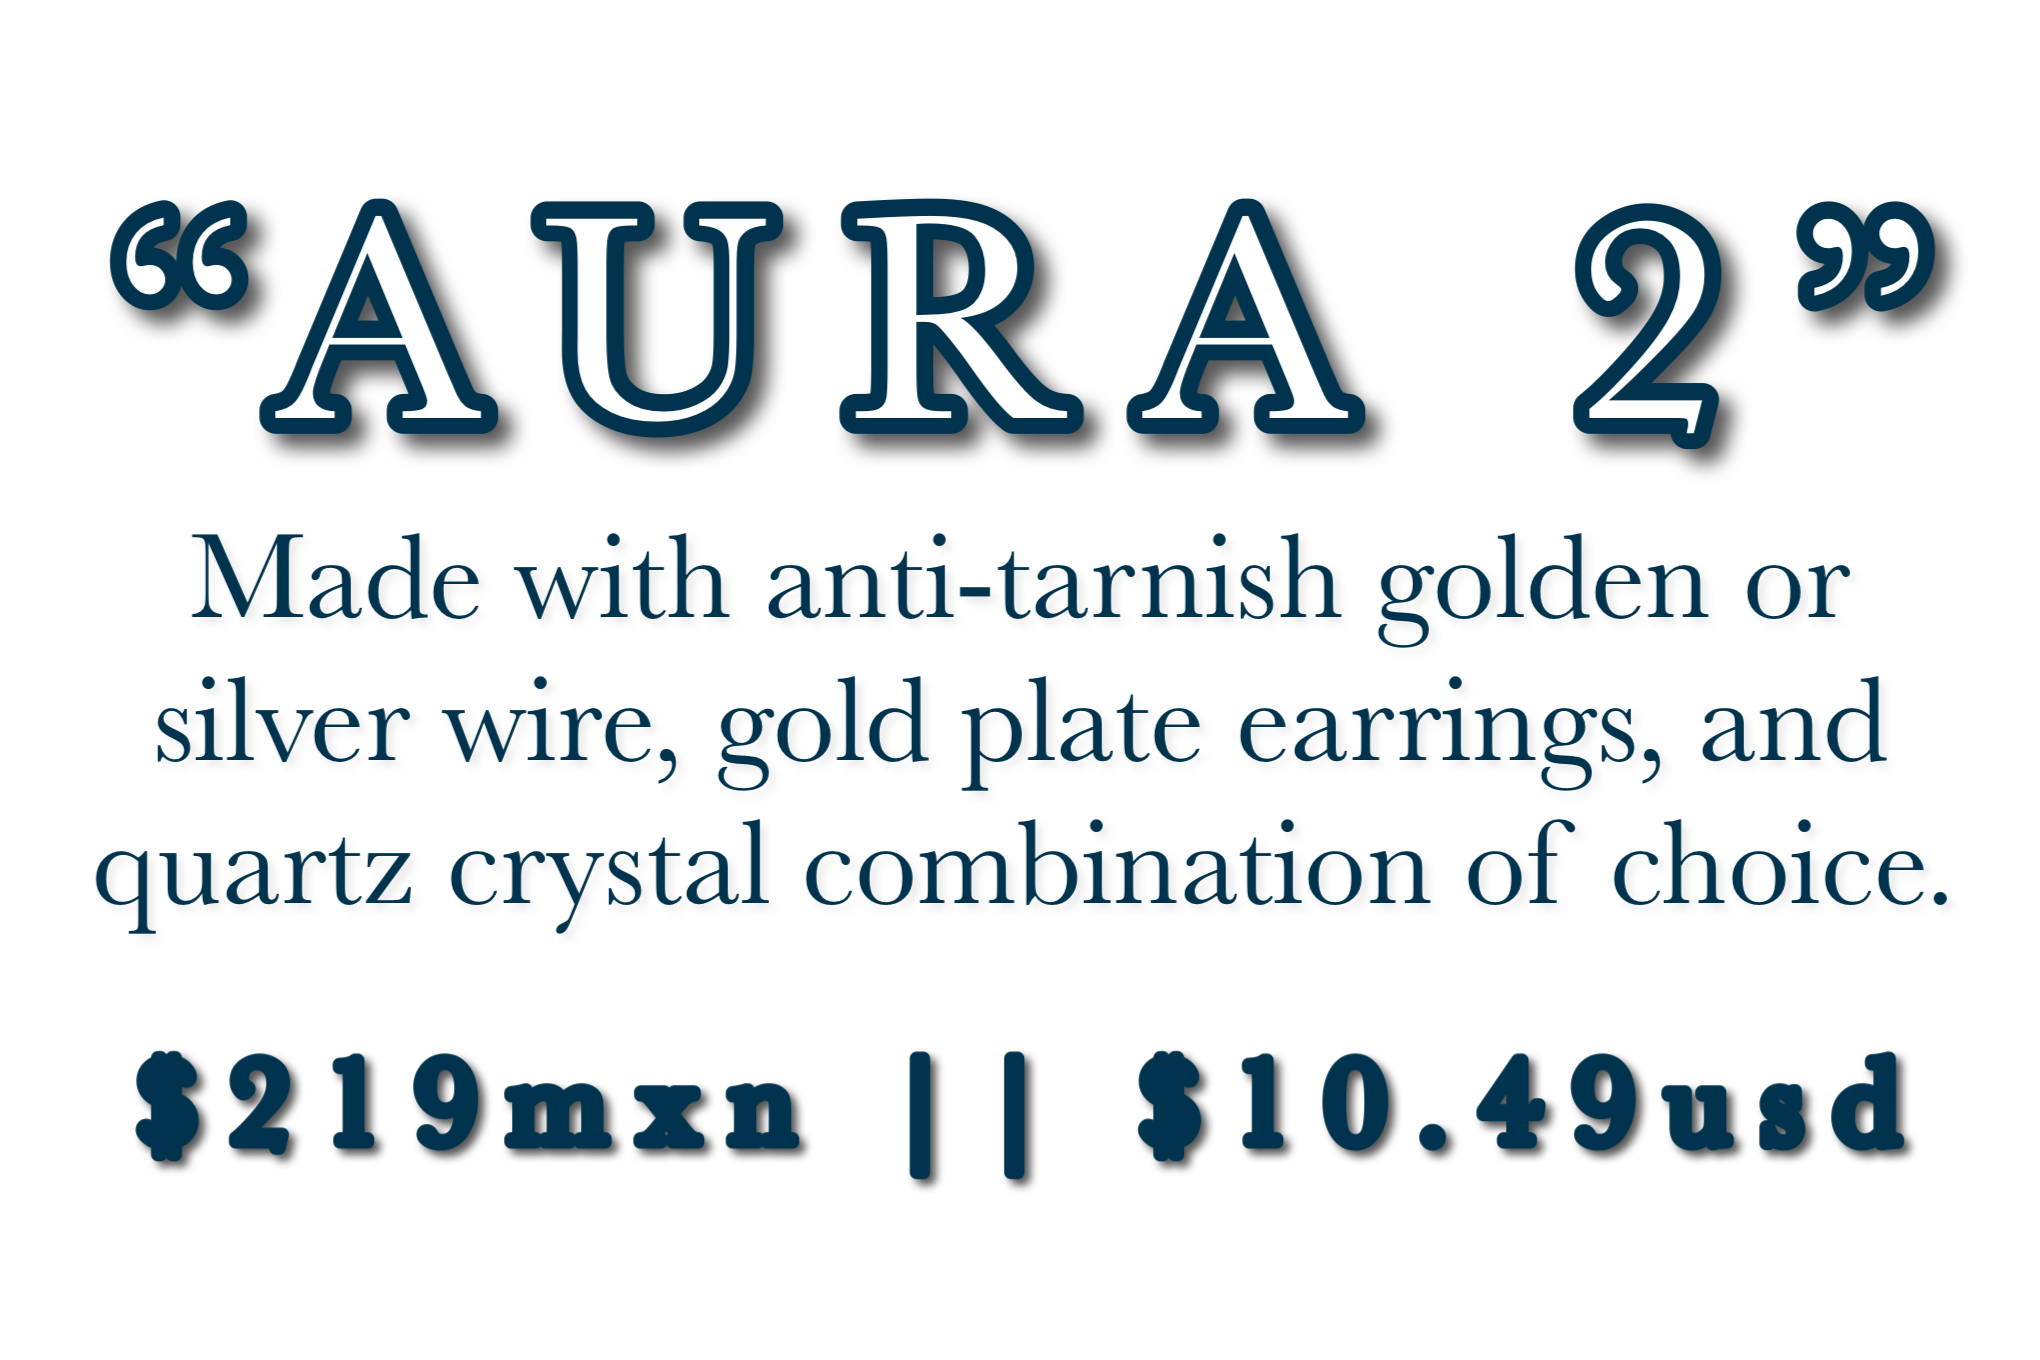 “AURA 2”
Made with anti-tarnish golden or
silver wire, gold plate earrings, and
quartz crystal combination of choice.
$219mxn || $10.49usd